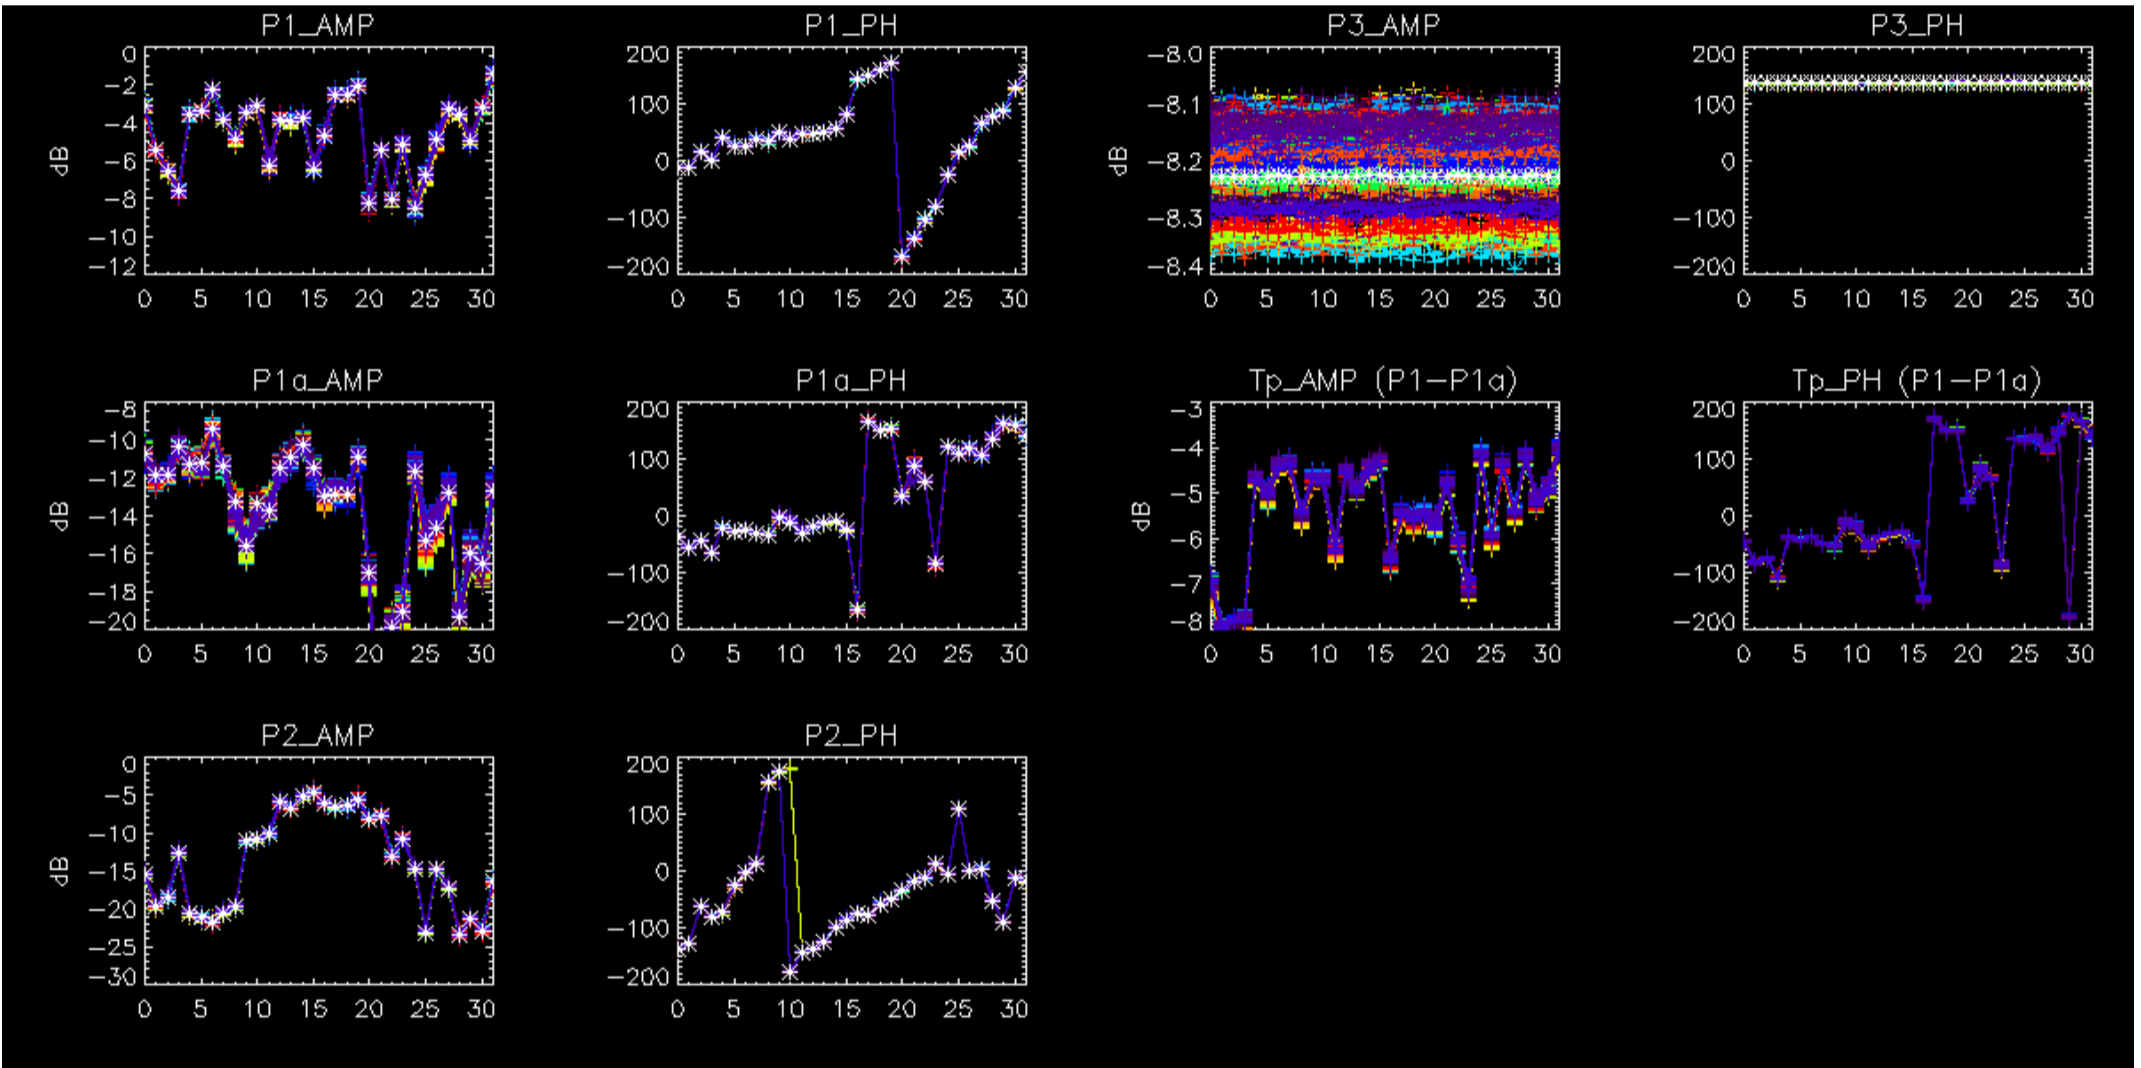 P1_AMP
dB
0
−2
−4
−6
−8
−10
−12
0 5 10 15 20 25 30
P1_PH
200
100
0
−100
−200
0 5 10 15 20 25 30
P3_AMP
dB
−8.0
−8.1
−8.2
−8.3
−8.4
0 5 10 15 20 25 30
P3_PH
200
100
0
−100
−200
0 5 10 15 20 25 30
P1a_AMP
dB
−8
−10
−12
−14
−16
−18
−20
0 5 10 15 20 25 30
P1a_PH
200
100
0
−100
−200
0 5 10 15 20 25 30
Tp_AMP (P1−P1a)
dB
−3
−4
−5
−6
−7
−8
0 5 10 15 20 25 30
Tp_PH (P1−P1a)
200
100
0
−100
−200
0 5 10 15 20 25 30
P2_AMP
dB
0
−5
−10
−15
−20
−25
−30
0 5 10 15 20 25 30
P2_PH
200
100
0
−100
−200
0 5 10 15 20 25 30